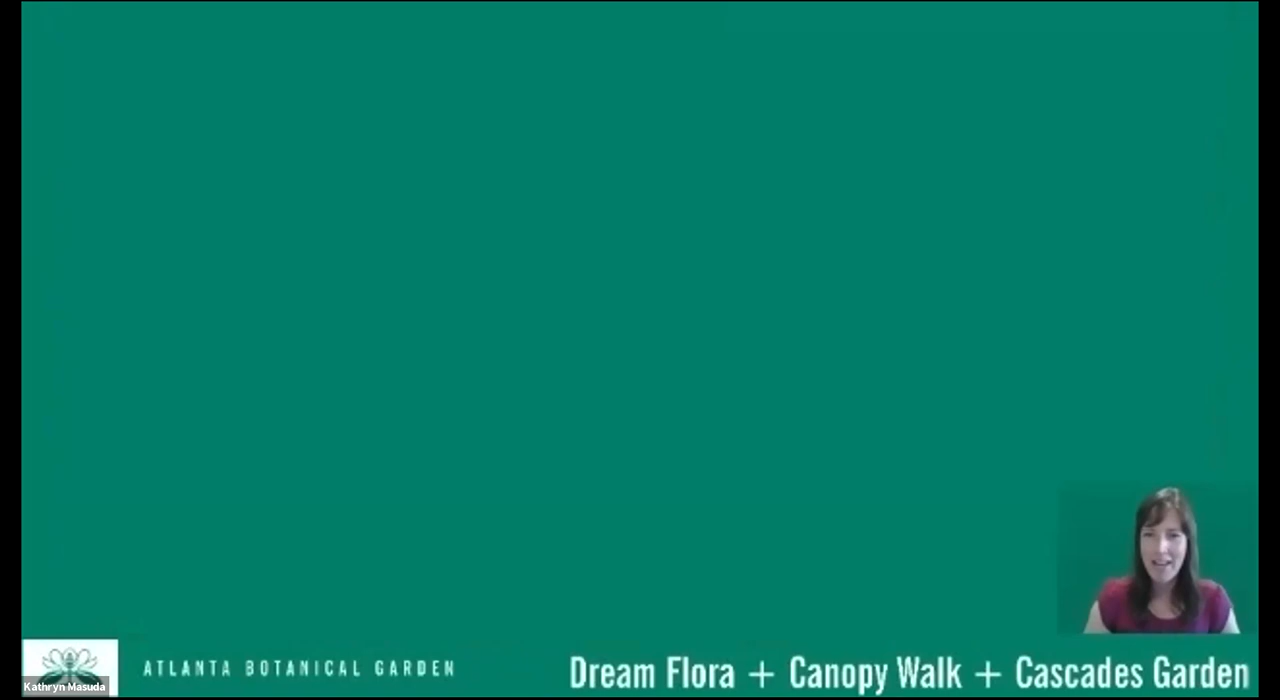 ATLANTA BOTANICAL GARDEN
Dream Flora + Canopy Walk + Cascades Garden
Kathryn Masuda